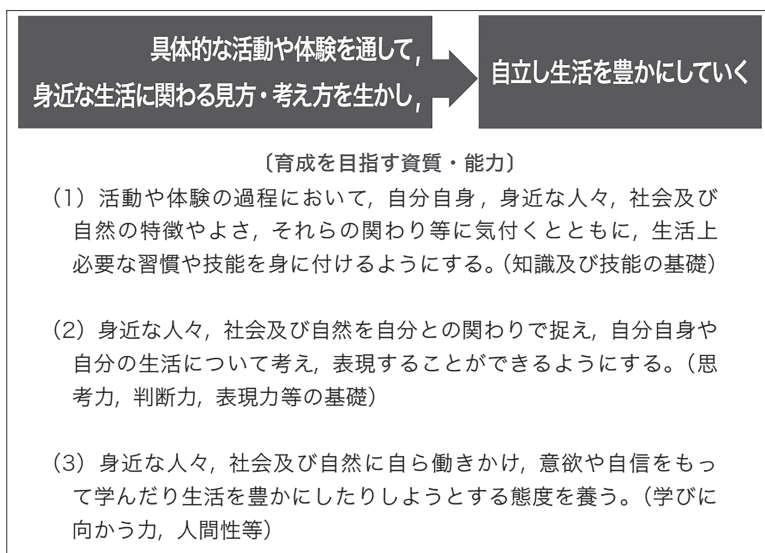 具体的な活動や体験を通して，
身近な生活に関わる見方・考え方を生かし，
自立し生活を豊かにしていく
〔育成を目指す資質・能力〕
（1）活動や体験の過程において，自分自身，身近な人々，社会及び
自然の特徴やよさ，それらの関わり等に気付くとともに，生活上
必要な習慣や技能を身に付けるようにする。（知識及び技能の基礎）
（2）身近な人々，社会及び自然を自分との関わりで捉え，自分自身や
自分の生活について考え，表現することができるようにする。（思
考力，判断力，表現力等の基礎）
（3）身近な人々，社会及び自然に自ら働きかけ，意欲や自信をもっ
て学んだり生活を豊かにしたりしようとする態度を養う。（学びに
向かう力，人間性等）